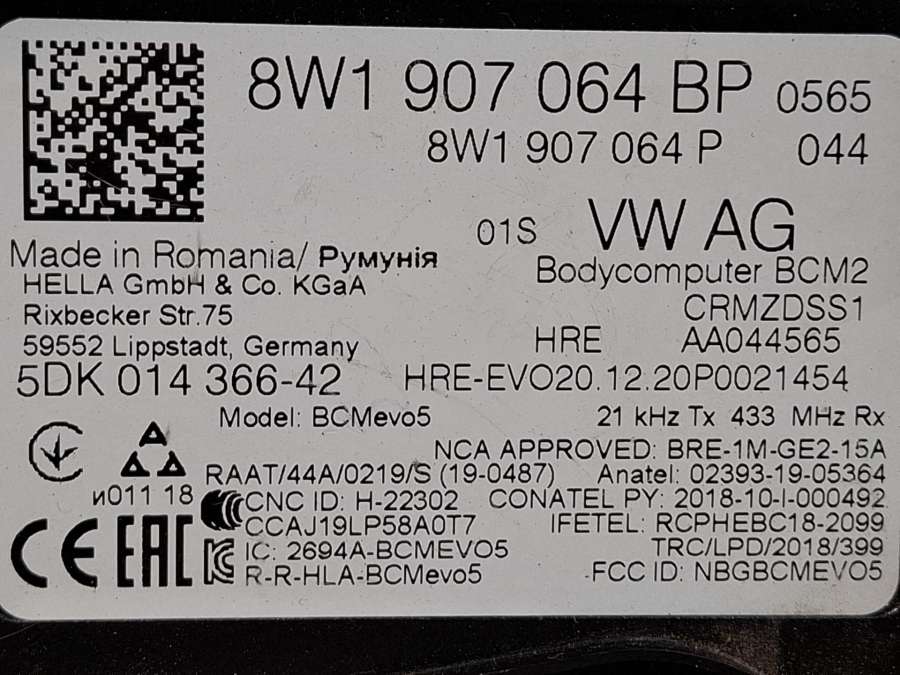 8W1 907 064 BP 0565
8W1 907 064 P 044
01S VW AG
Made in Romania/ Румунія
Bodycomputer BCM2
HELLA GmbH & Co. KGaA
CRMZDSS1
Rixbecker Str.75
HRE AA044565
59552 Lippstadt, Germany
5DK 014 366-42 HRE-EVO20.12.20P0021454
Model: BCMevo5 21 kHz Tx 433 MHz Rx
NCA APPROVED: BRE-1M-GE2-15A
RAAT/44A/0219/S (19-0487) Anatel: 02393-19-05364
и011 18 CNC ID: H-22302 CONATEL PY: 2018-10-I-000492
CCAJ19LP58A0T7 IFETEL: RCPHEBC18-2099
CE EAC IC: 2694A-BCMEVO5 TRC/LPD/2018/399
R-R-HLA-BCMevo5 FCC ID: NBGBCMEVO5